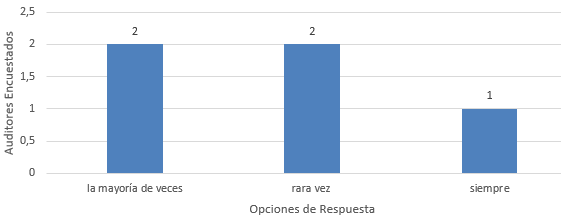 2,5
2
1,5
1
0,5
0
Auditores Encuestados
2
2
1
la mayoría de veces
rara vez
siempre
Opciones de Respuesta